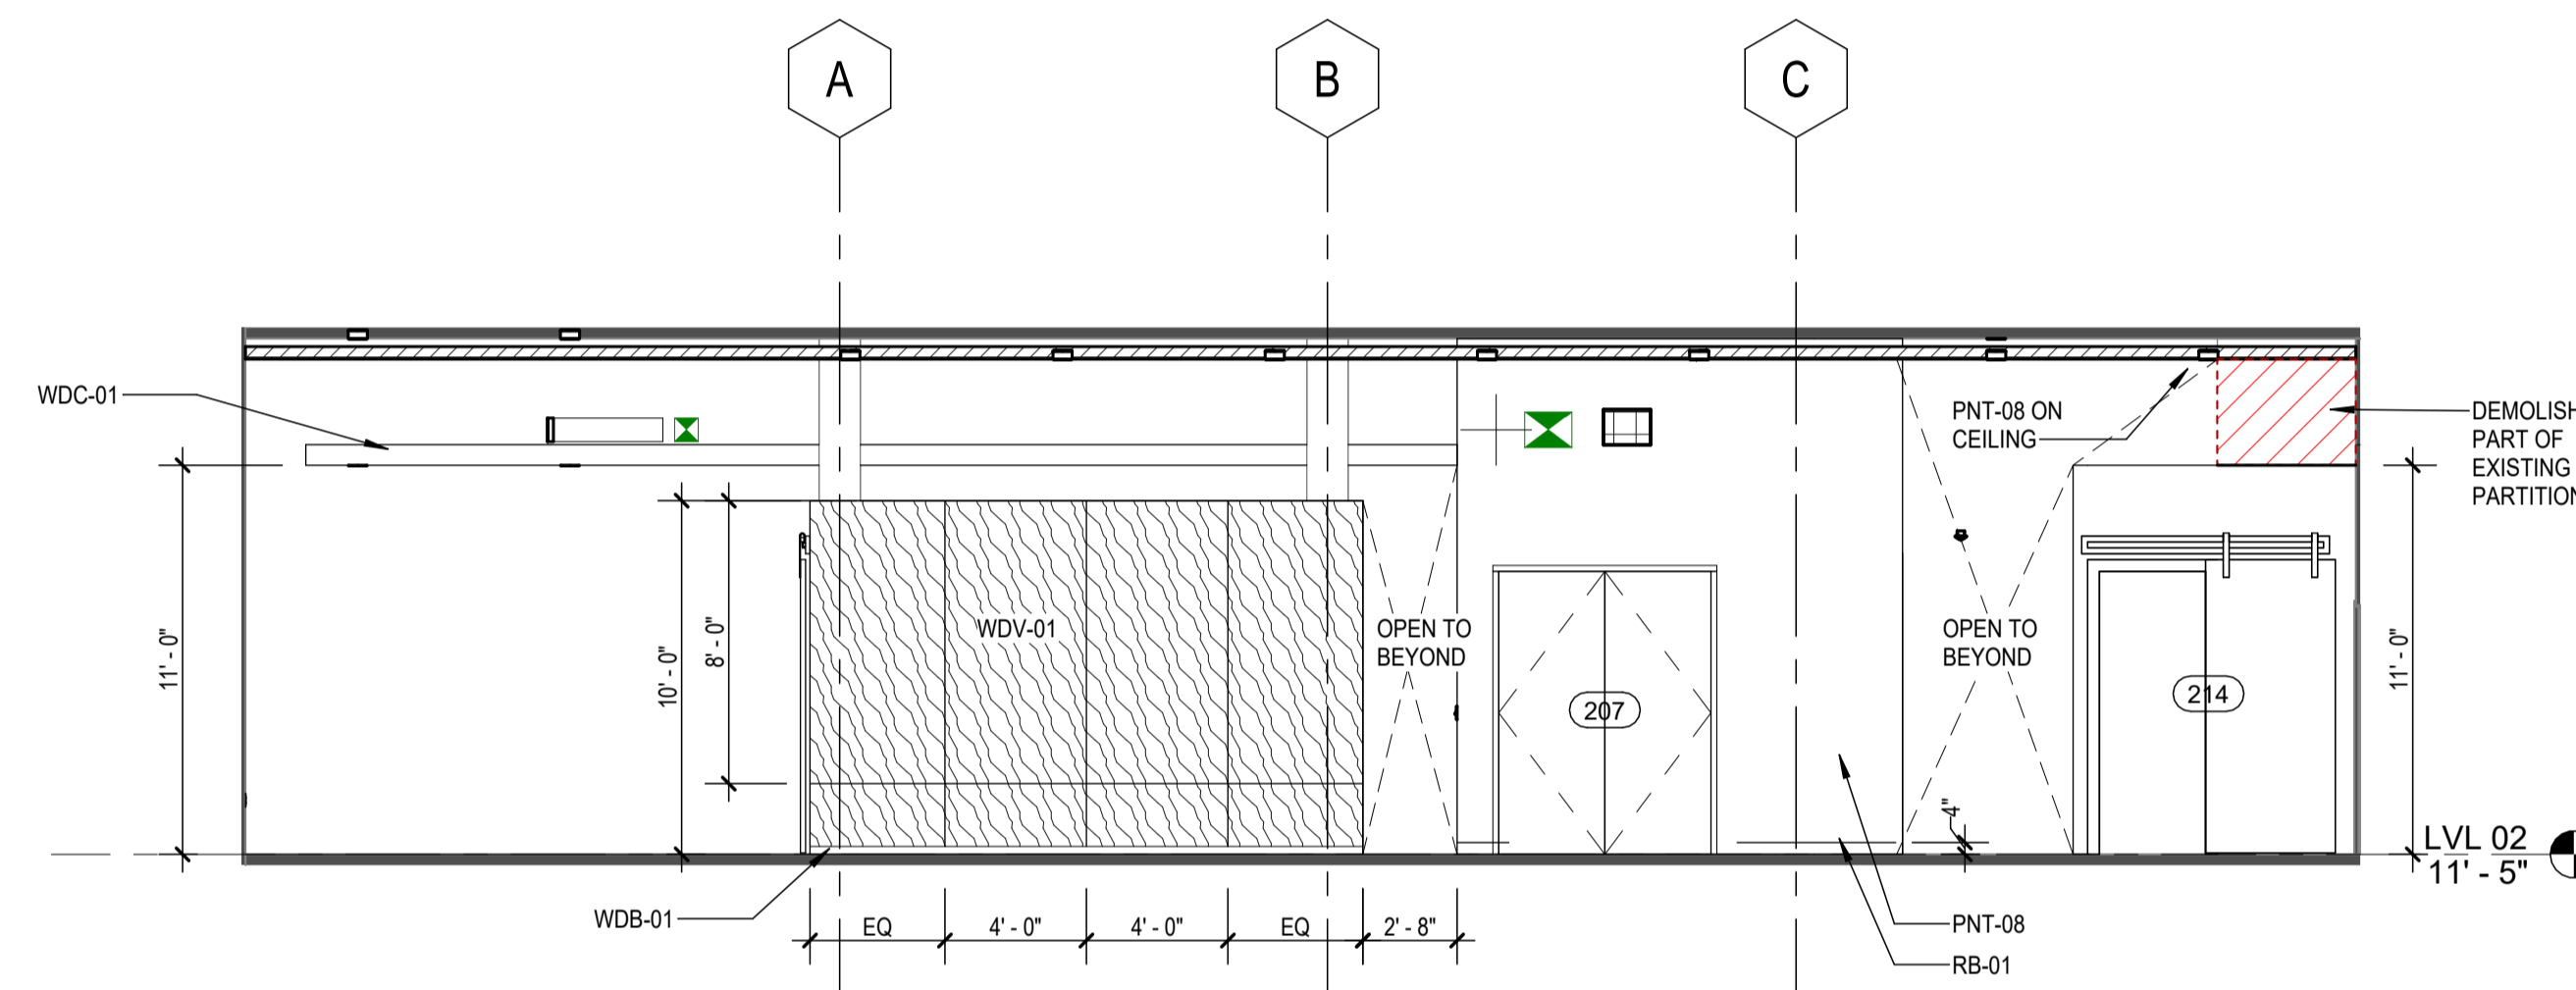 A
B
C
WDC-01
PNT-08 ON
CEILING
DEMOLISH
PART OF
EXISTING
PARTITION
11' - 0"
10' - 0"
8' - 0"
WDV-01
OPEN TO
BEYOND
207
OPEN TO
BEYOND
214
11' - 0"
4"
LVL 02
11' - 5"
WDB-01
EQ
4' - 0"
4' - 0"
EQ
2' - 8"
PNT-08
RB-01